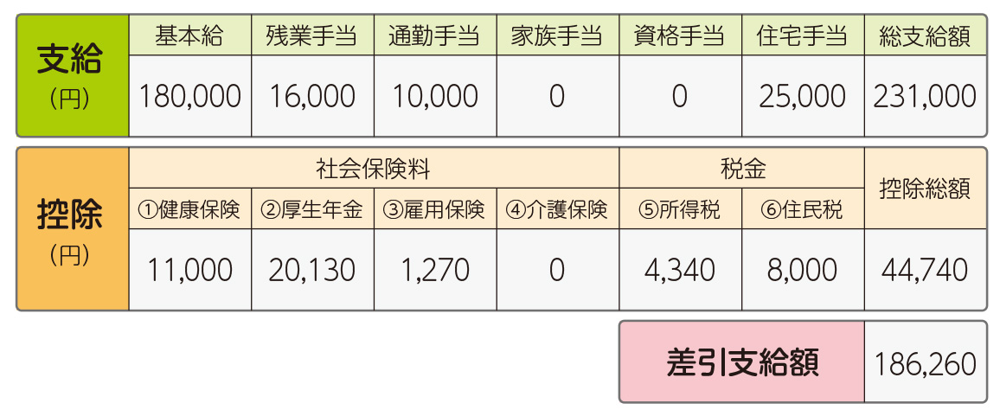 支給
(円)
基本給 残業手当 通勤手当 家族手当 資格手当 住宅手当 総支給額
180,000 16,000 10,000 0 0 25,000 231,000
控除
(円)
社会保険料 税金 控除総額
①健康保険 ②厚生年金 ③雇用保険 ④介護保険 ⑤所得税 ⑥住民税
11,000 20,130 1,270 0 4,340 8,000 44,740
差引支給額 186,260